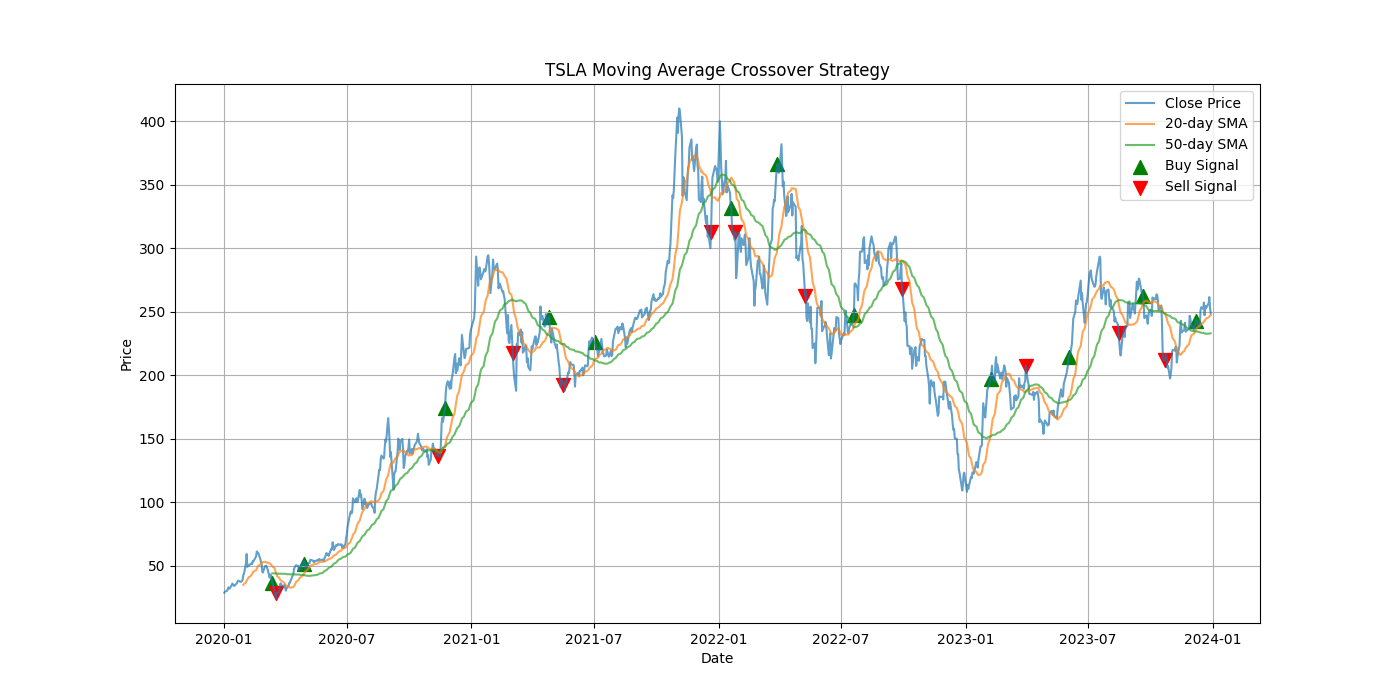 TSLA Moving Average Crossover Strategy
Close Price
20-day SMA
50-day SMA
Buy Signal
Sell Signal
400
350
300
250
200
150
100
50
Price
2020-01 2020-07 2021-01 2021-07 2022-01 2022-07 2023-01 2023-07 2024-01
Date